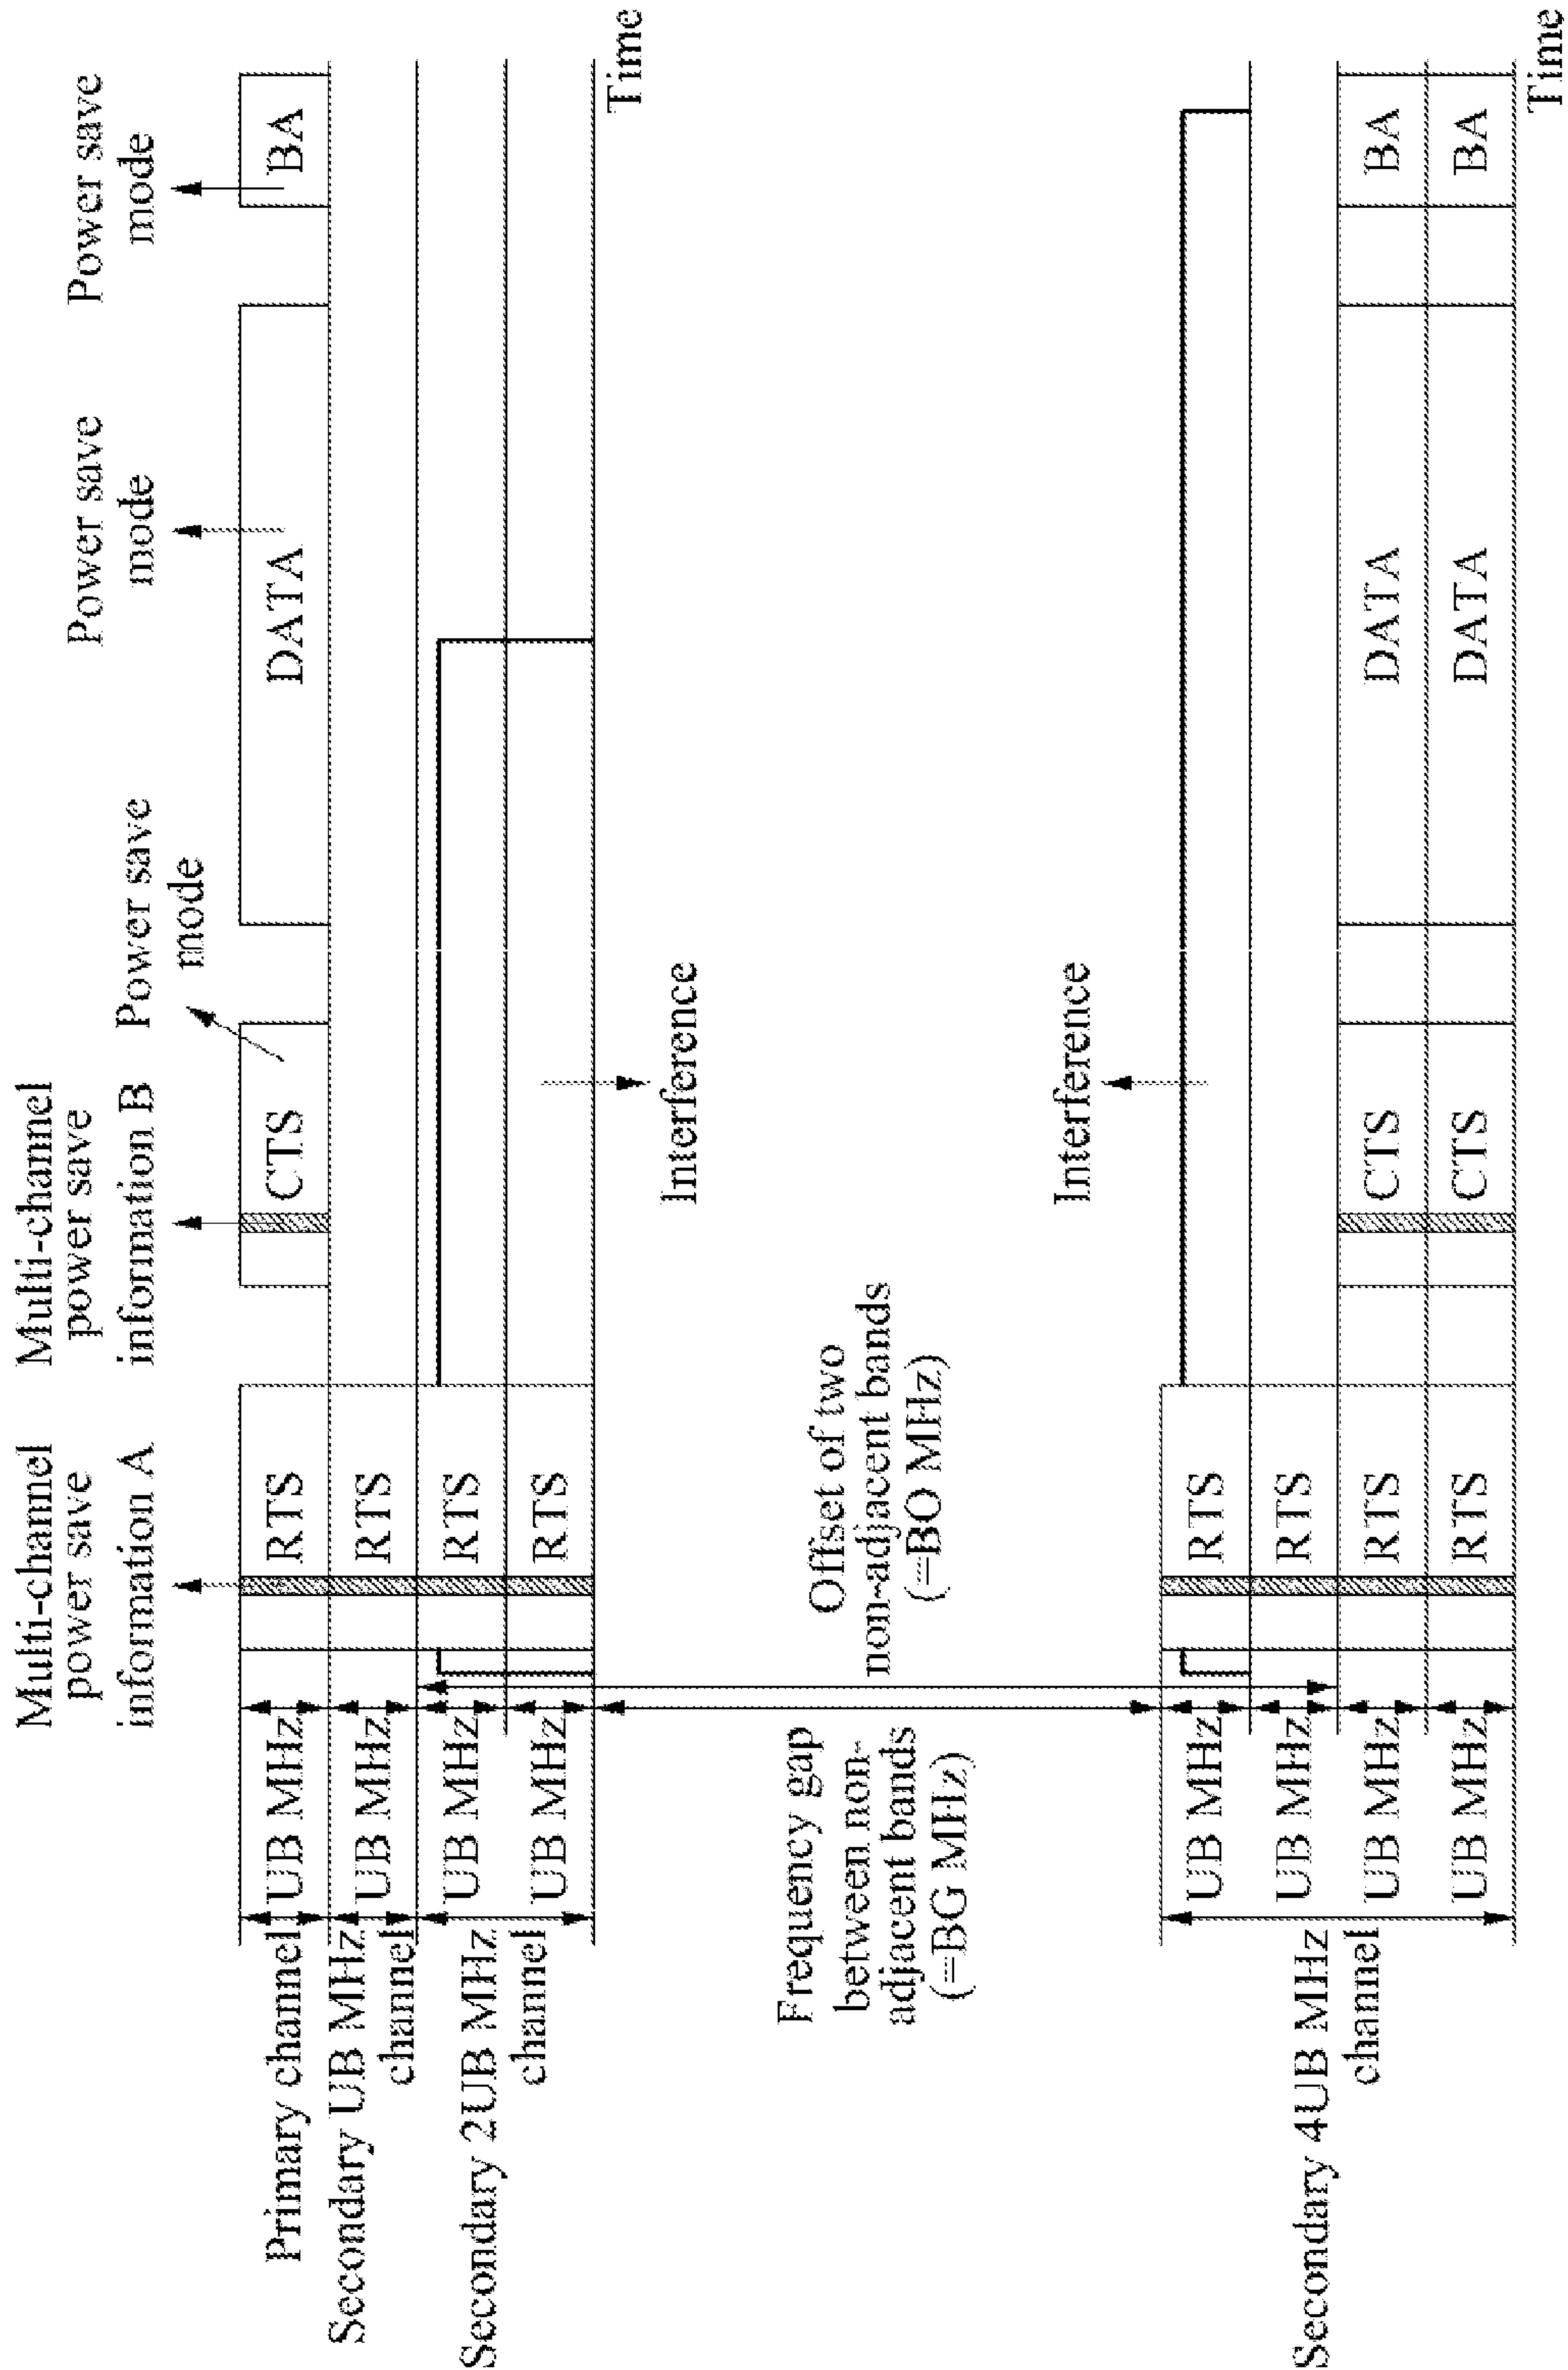 Multi-channel
power save
information A
Multi-channel
power save
information B
Power save
mode
Power save
mode
Power save
mode
Primary channel
UB MHz
RTS
CTS
DATA
BA
Secondary UB MHz
channel
UB MHz
RTS
Secondary 2UB MHz
channel
UB MHz
RTS
UB MHz
RTS
Time
Interference
Frequency gap
between non-
adjacent bands
(=BG MHz)
Offset of two
non-adjacent bands
(=BO MHz)
Interference
Secondary 4UB MHz
channel
UB MHz
RTS
UB MHz
RTS
UB MHz
RTS
CTS
DATA
BA
UB MHz
RTS
CTS
DATA
BA
Time